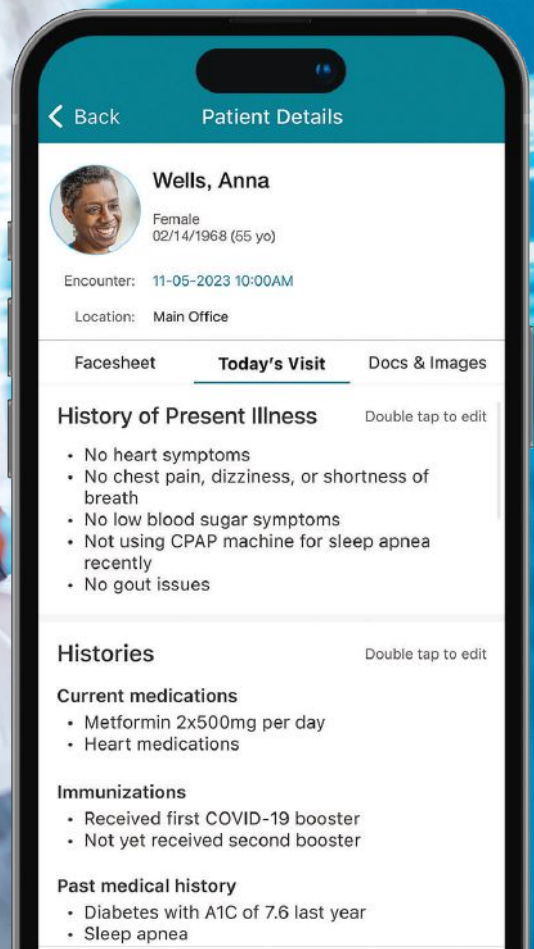 Back
Patient Details
Wells, Anna
Female
02/14/1968 (55 yo)
Encounter: 11-05-2023 10:00AM
Location: Main Office
Facesheet
Today's Visit
Docs & Images
History of Present Illness
Double tap to edit
• No heart symptoms
• No chest pain, dizziness, or shortness of
breath
• No low blood sugar symptoms
• Not using CPAP machine for sleep apnea
recently
• No gout issues
Histories
Double tap to edit
Current medications
• Metformin 2x500mg per day
• Heart medications
Immunizations
• Received first COVID-19 booster
• Not yet received second booster
Past medical history
• Diabetes with A1C of 7.6 last year
• Sleep apnea